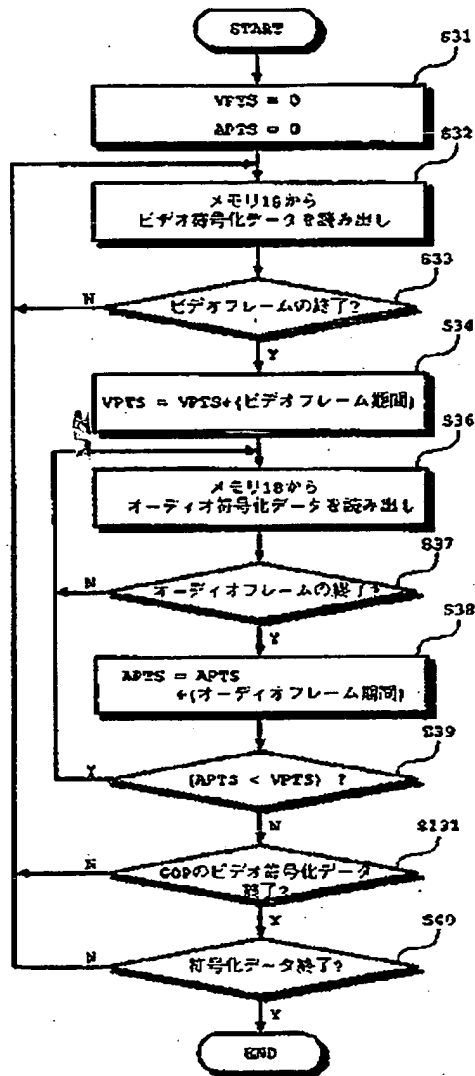 START
S31
VPTS = 0
APTS = 0
S32
メモリ18から
ビデオ符号化データを読み出し
S33
ビデオフレームの終了?
N
Y
S34
VPTS = VPTS+(ビデオフレーム期間)
S36
メモリ18から
オーディオ符号化データを読み出し
S37
オーディオフレームの終了?
N
Y
S38
APTS = APTS
+(オーディオフレーム期間)
S39
(APTS < VPTS) ?
Y
N
S131
GOPのビデオ符号化データ
終了?
N
Y
S40
符号化データ終了?
N
Y
END